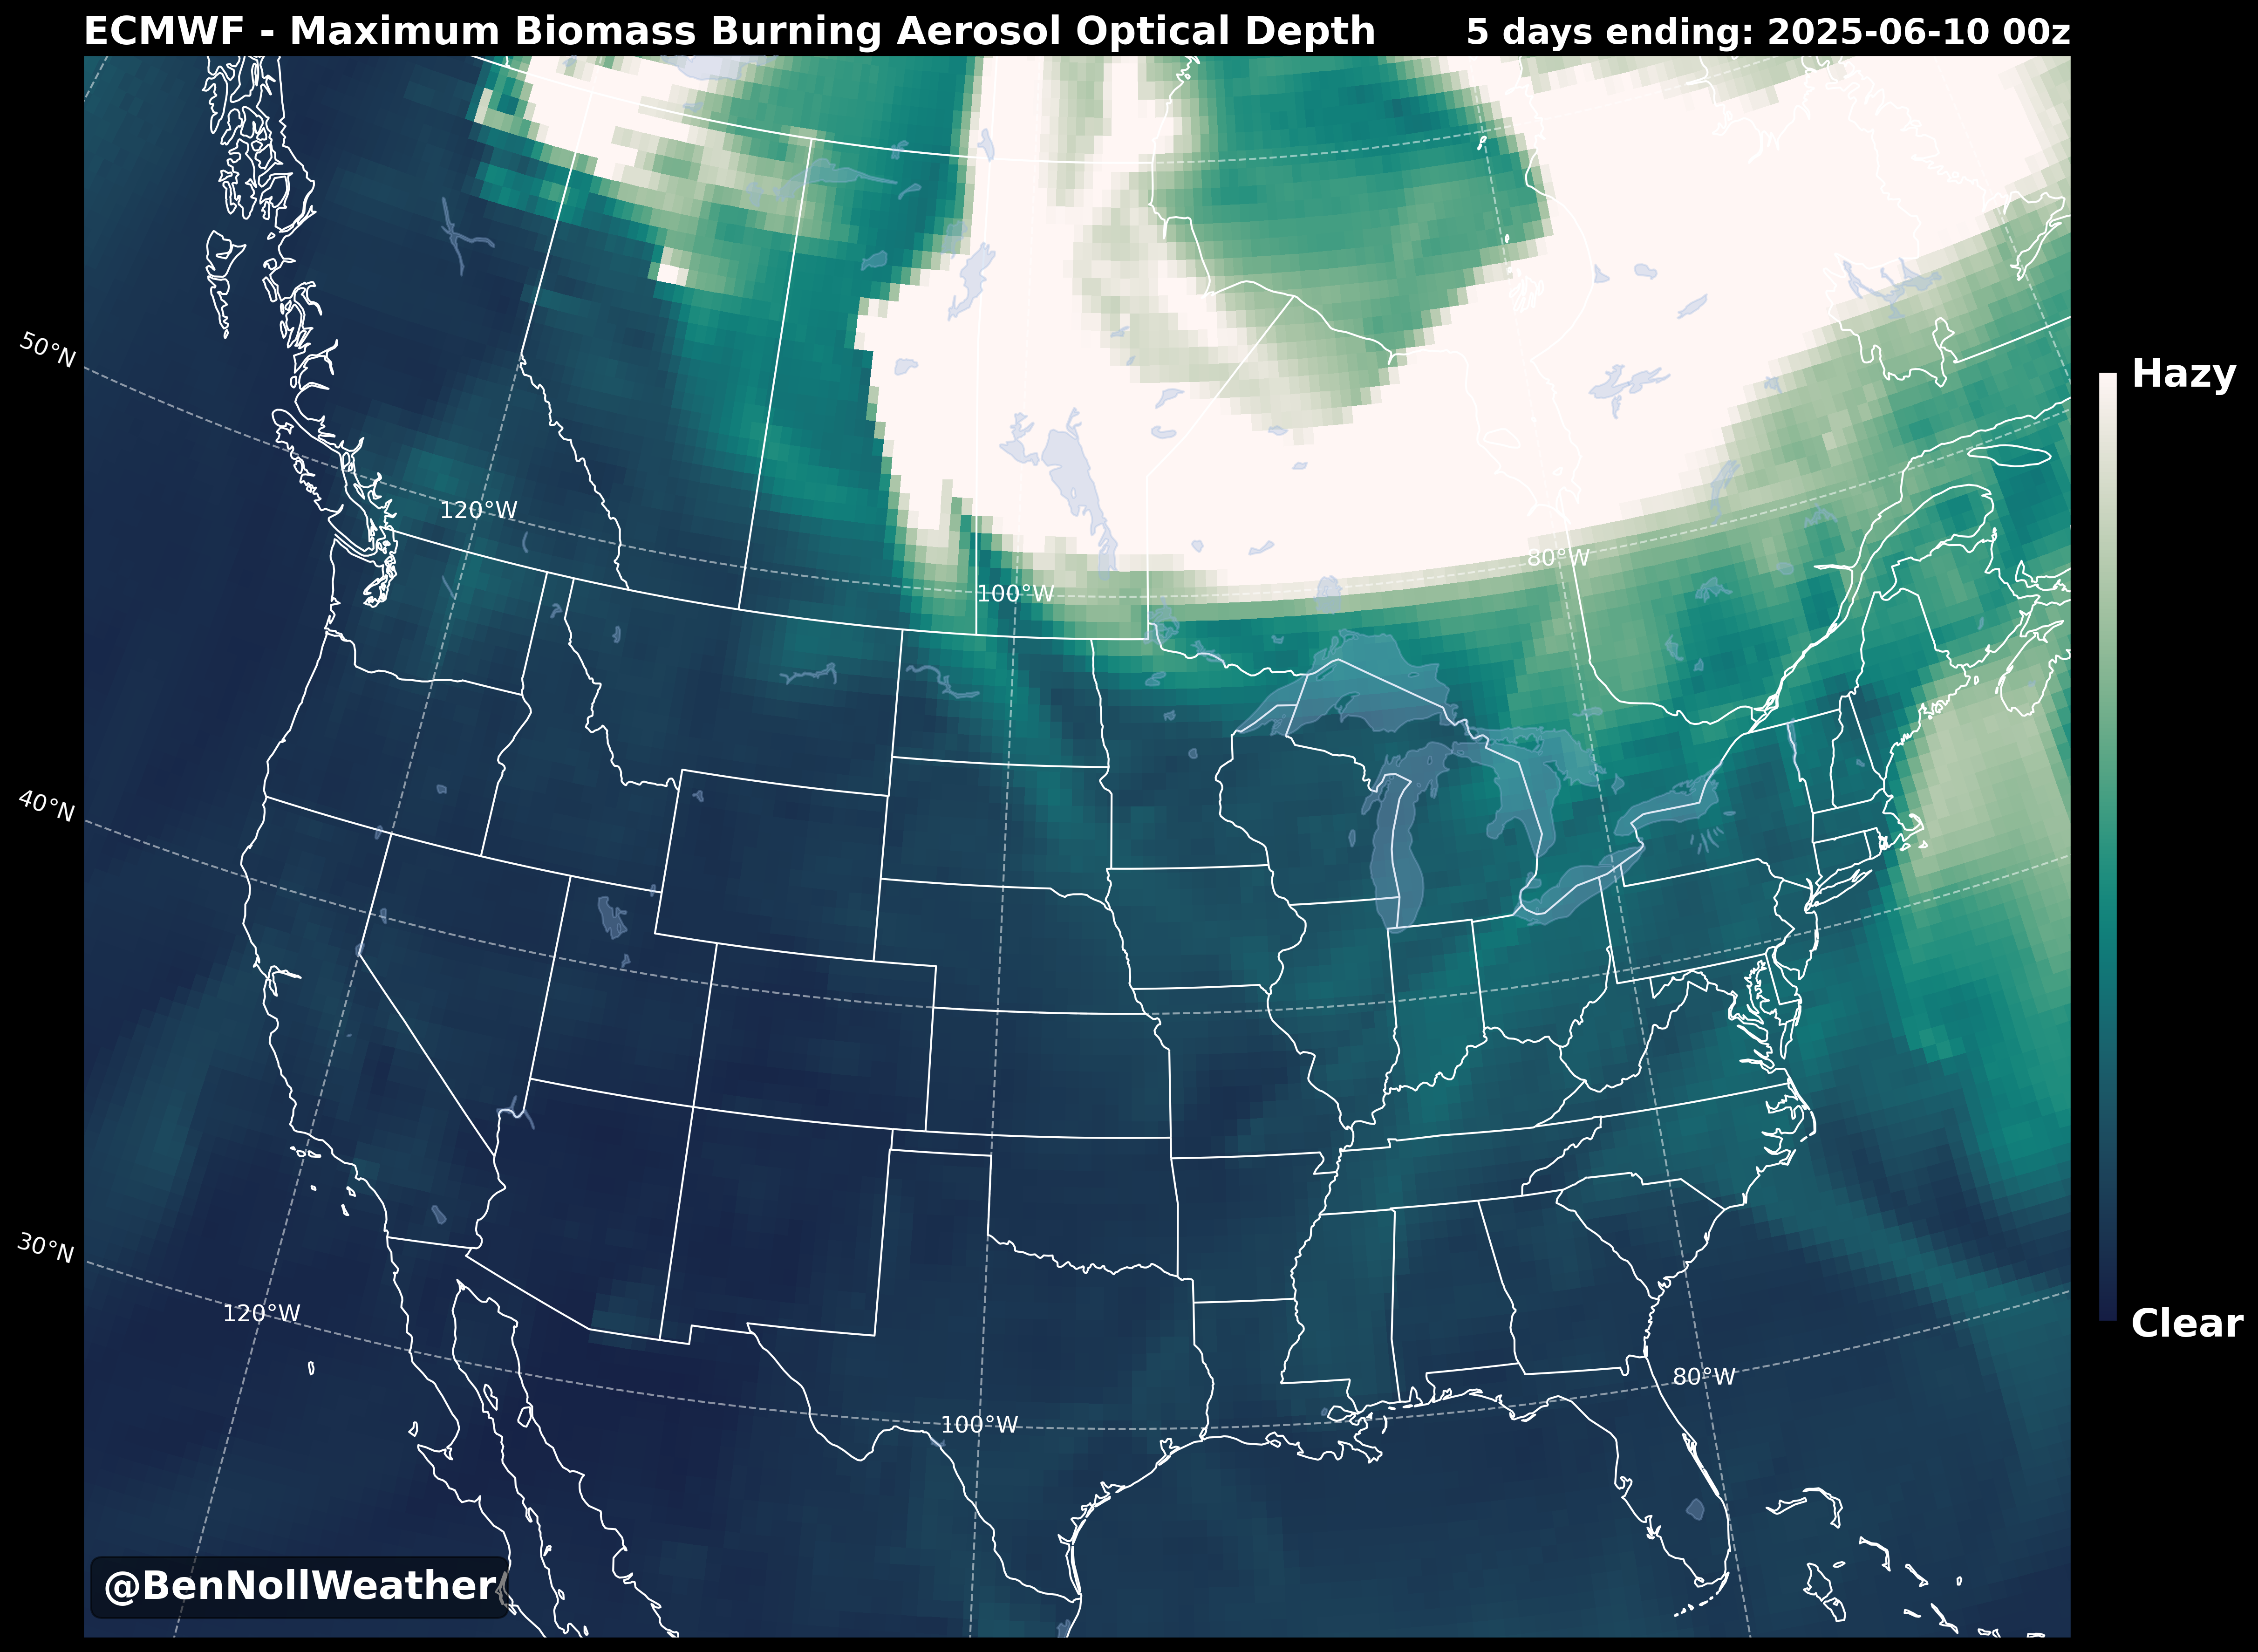 ECMWF - Maximum Biomass Burning Aerosol Optical Depth
5 days ending: 2025-06-10 00z
50°N
Hazy
120°W
80°W
100°W
40°N
30°N
120°W
Clear
80°W
100°W
@BenNollWeather